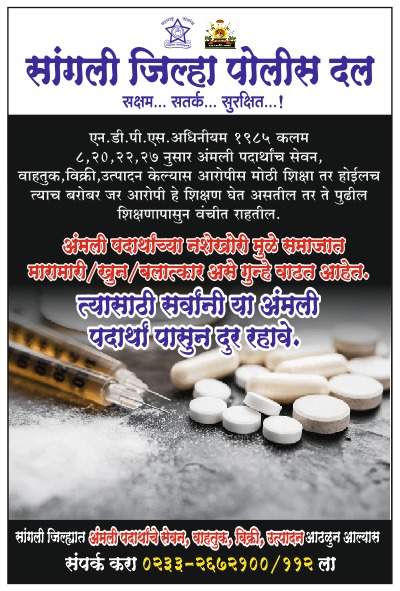 सांगली जिल्हा पोलीस दल
सक्षम... सतर्क... सुरक्षित...!
एन.डी.पी.एस.अधिनीयम १९८५ कलम
८,२०,२२,२७ नुसार अंमली पदार्थांच सेवन,
वाहतुक,विक्री,उत्पादन केल्यास आरोपीस मोठी शिक्षा तर होईलच
त्याच बरोबर जर आरोपी हे शिक्षण घेत असतील तर ते पुढील
शिक्षणापासुन वंचीत राहतील.
अंमली पदार्थाच्या नशेखोरी मुळे समाजात
मारामारी/खुन/बलात्कार असे गुन्हे वाढत आहेत.
त्यासाठी सर्वांनी या अंमली
पदार्थां पासुन दुर रहावे.
सांगली जिल्ह्यात अंमली पदार्थांचे सेवन, वाहतुक, विक्री, उत्पादन आढळुन आल्यास
संपर्क करा ०२३३-२६७२१००/११२ ला